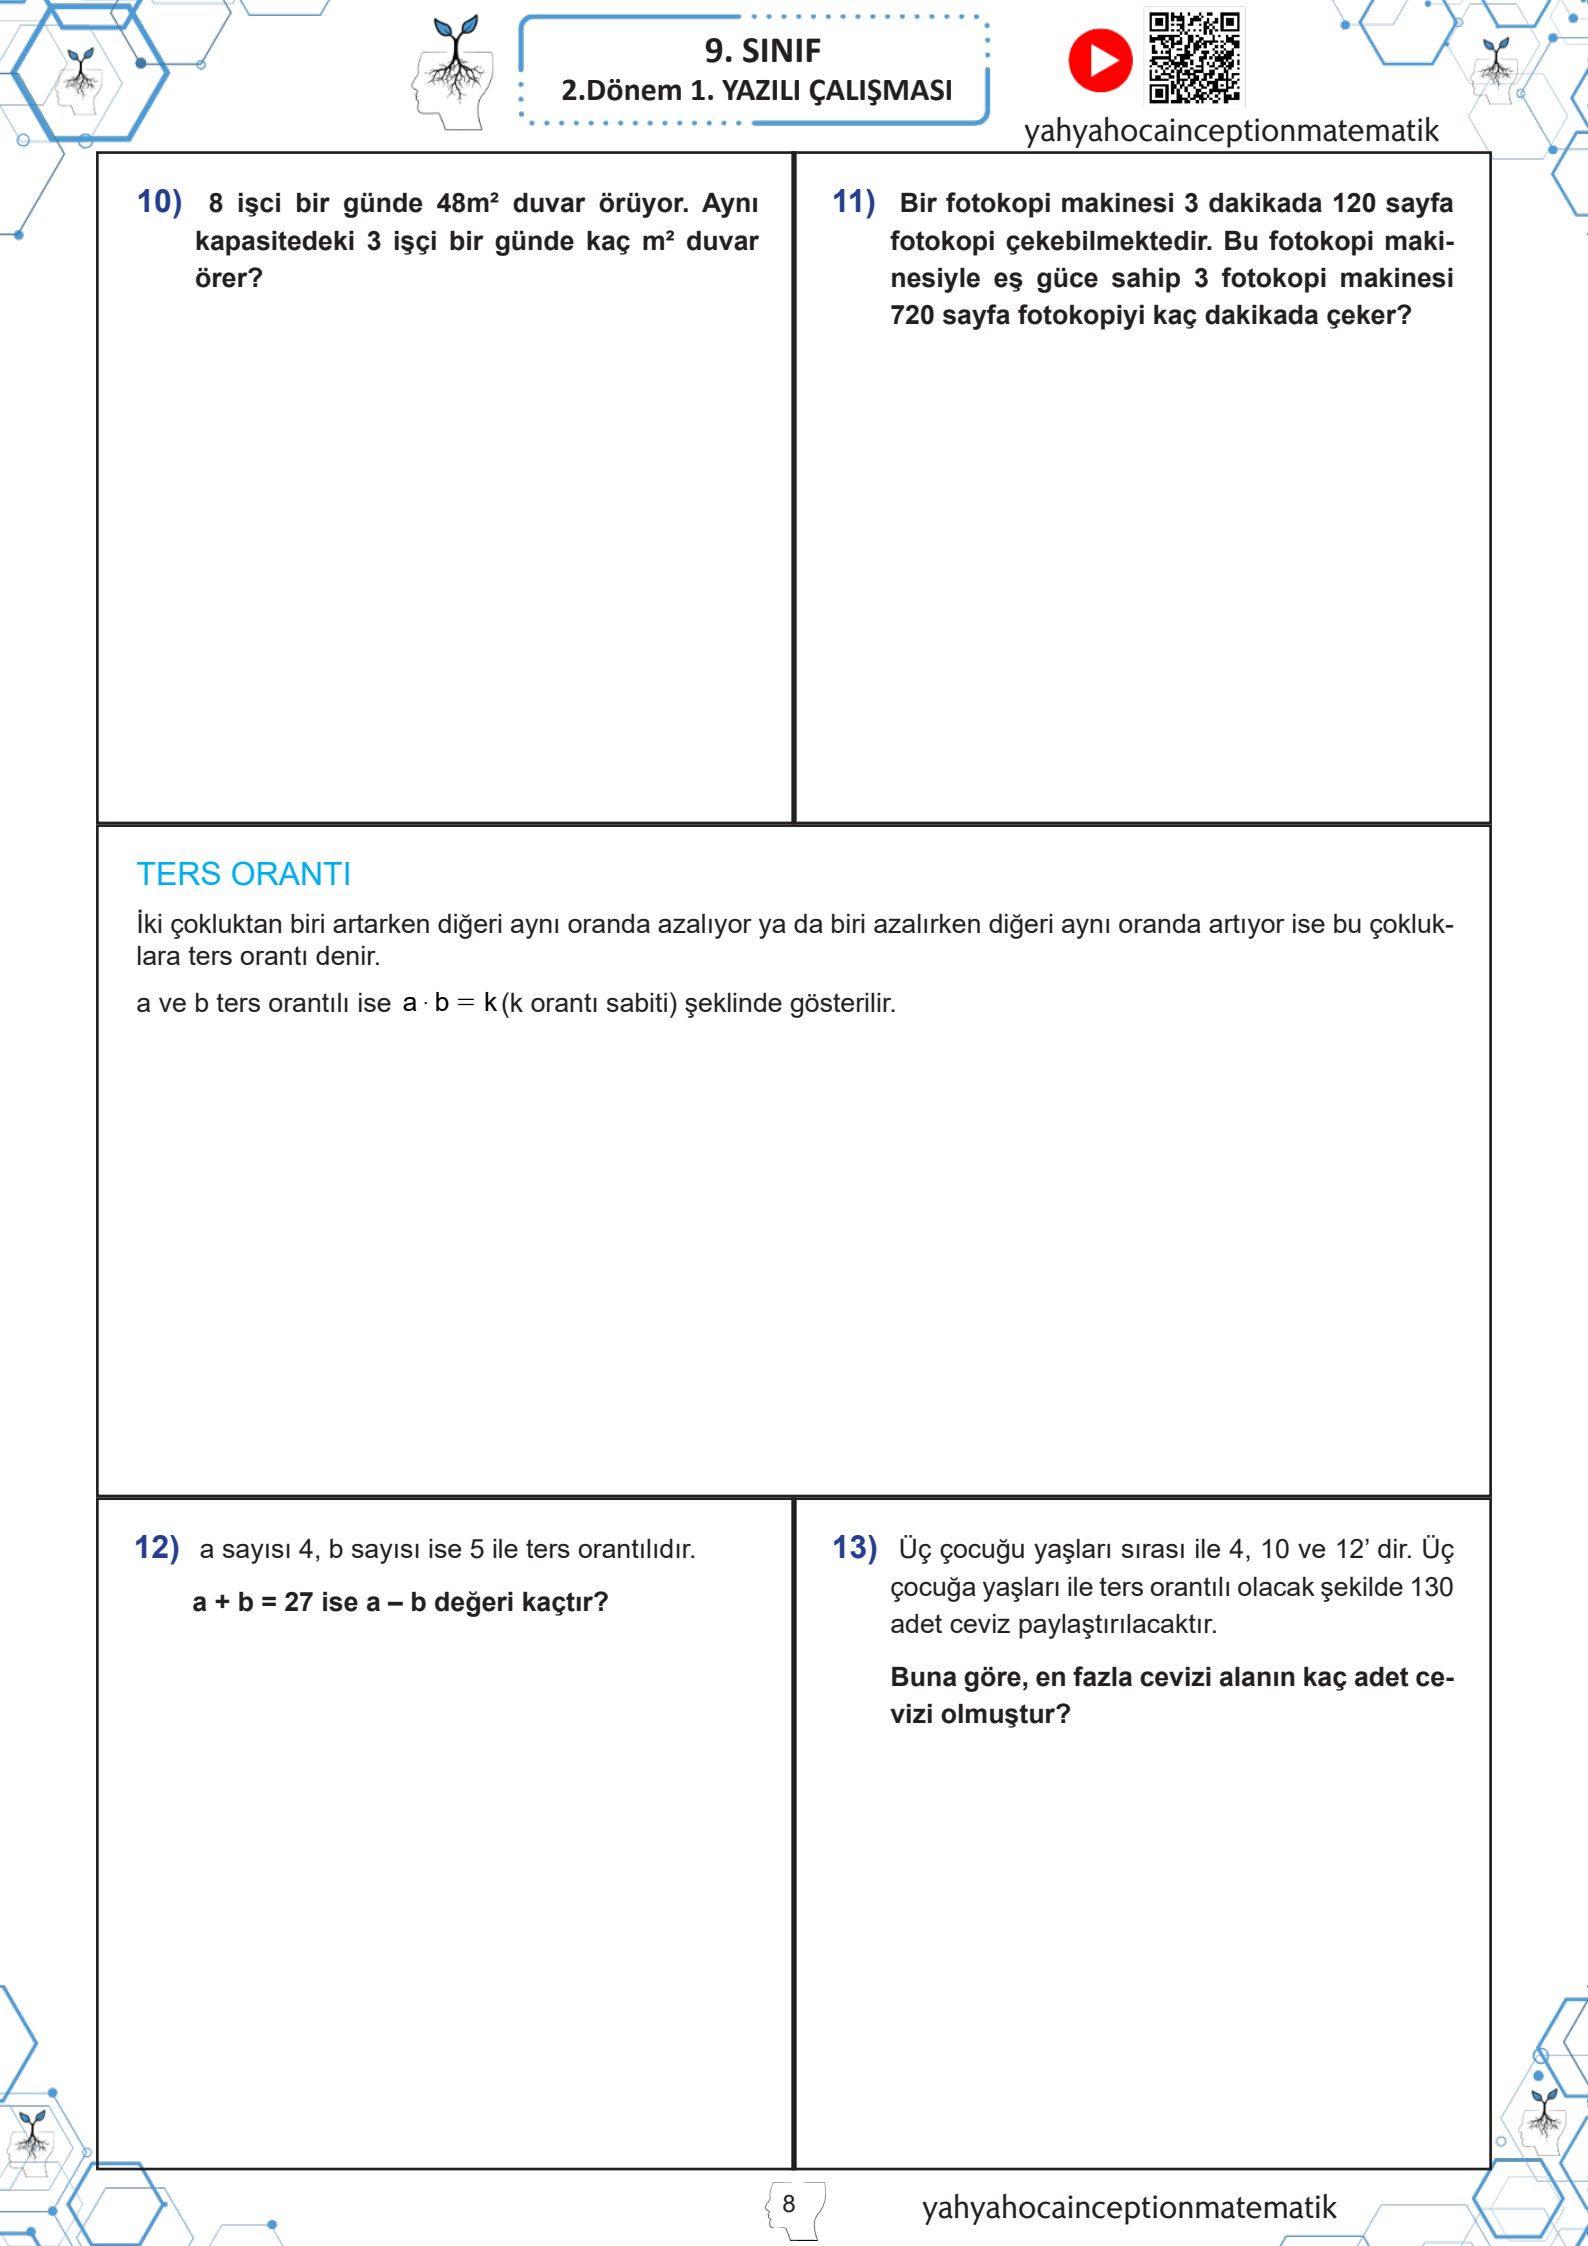 9. SINIF
2.Dönem 1. YAZILI ÇALIŞMASI
yahyahocainceptionmatematik
10) 8 işci bir günde 48m² duvar örüyor. Aynı
kapasitedeki 3 işçi bir günde kaç m² duvar
örer?
11) Bir fotokopi makinesi 3 dakikada 120 sayfa
fotokopi çekebilmektedir. Bu fotokopi maki-
nesiyle eş güce sahip 3 fotokopi makinesi
720 sayfa fotokopiyi kaç dakikada çeker?
TERS ORANTI
İki çokluktan biri artarken diğeri aynı oranda azalıyor ya da biri azalırken diğeri aynı oranda artıyor ise bu çokluk-
lara ters orantı denir.
a ve b ters orantılı ise a · b = k (k orantı sabiti) şeklinde gösterilir.
12) a sayısı 4, b sayısı ise 5 ile ters orantılıdır.
a + b = 27 ise a – b değeri kaçtır?
13) Üç çocuğu yaşları sırası ile 4, 10 ve 12’ dir. Üç
çocuğa yaşları ile ters orantılı olacak şekilde 130
adet ceviz paylaştırılacaktır.
Buna göre, en fazla cevizi alanın kaç adet ce-
vizi olmuştur?
8
yahyahocainceptionmatematik